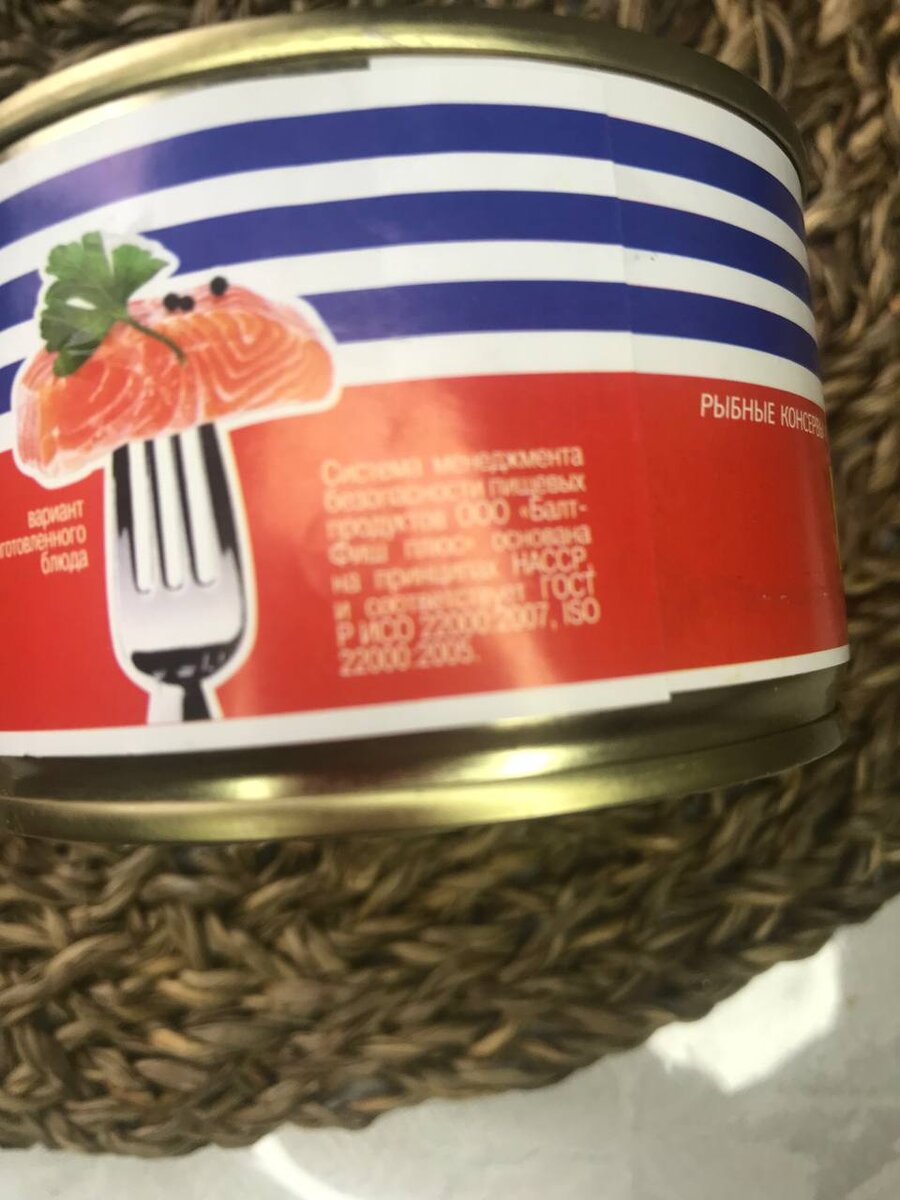 вариант
готовленного
блюда
Система менеджмента
безопасности пищевых
продуктов ООО «Балт-
Фиш плюс» основана
на принципах НАССР,
и соответствует ГОСТ
Р ИСО 22000-2007, ISO
22000:2005.
РЫБНЫЕ КОНСЕРВЫ